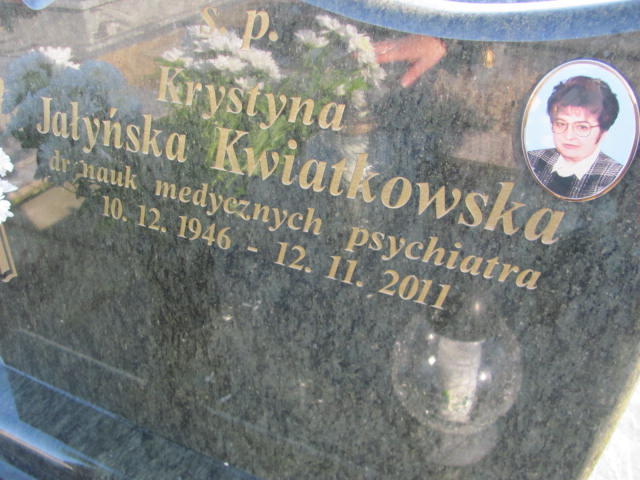 ś. p.
Krystyna
Jałyńska Kwiatkowska
dr nauk medycznych psychiatra
10. 12. 1946 - 12. 11. 2011